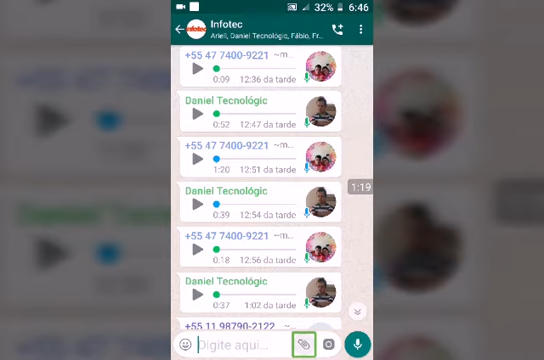 32% 6:46
Infotec
infotec
Arieli, Daniel Tecnológic, Fábio, Fr...
+55 47 7400-9221 ~m...
0:09 12:36 da tarde
Daniel Tecnológic
0:52 12:47 da tarde
+55 47 7400-9221 ~m...
1:20 12:51 da tarde
1:19
Daniel Tecnológic
0:39 12:54 da tarde
+55 47 7400-9221 ~m...
0:18 12:56 da tarde
Daniel Tecnológic
0:37 1:02 da tarde
+55 11 98790-2122
Digite aqui...